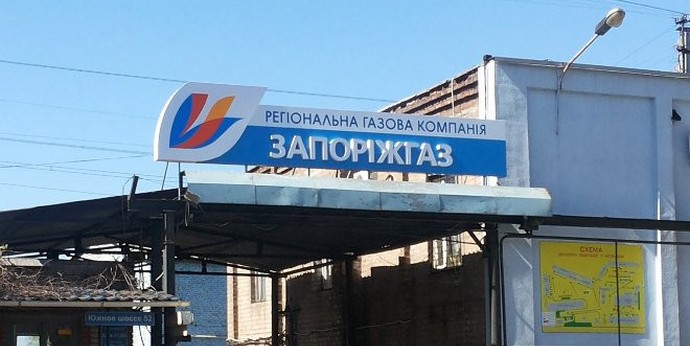 РЕГІОНАЛЬНА ГАЗОВА КОМПАНІЯ
ЗАПОРІЖГАЗ
СХЕМА
Южное шоссе 52